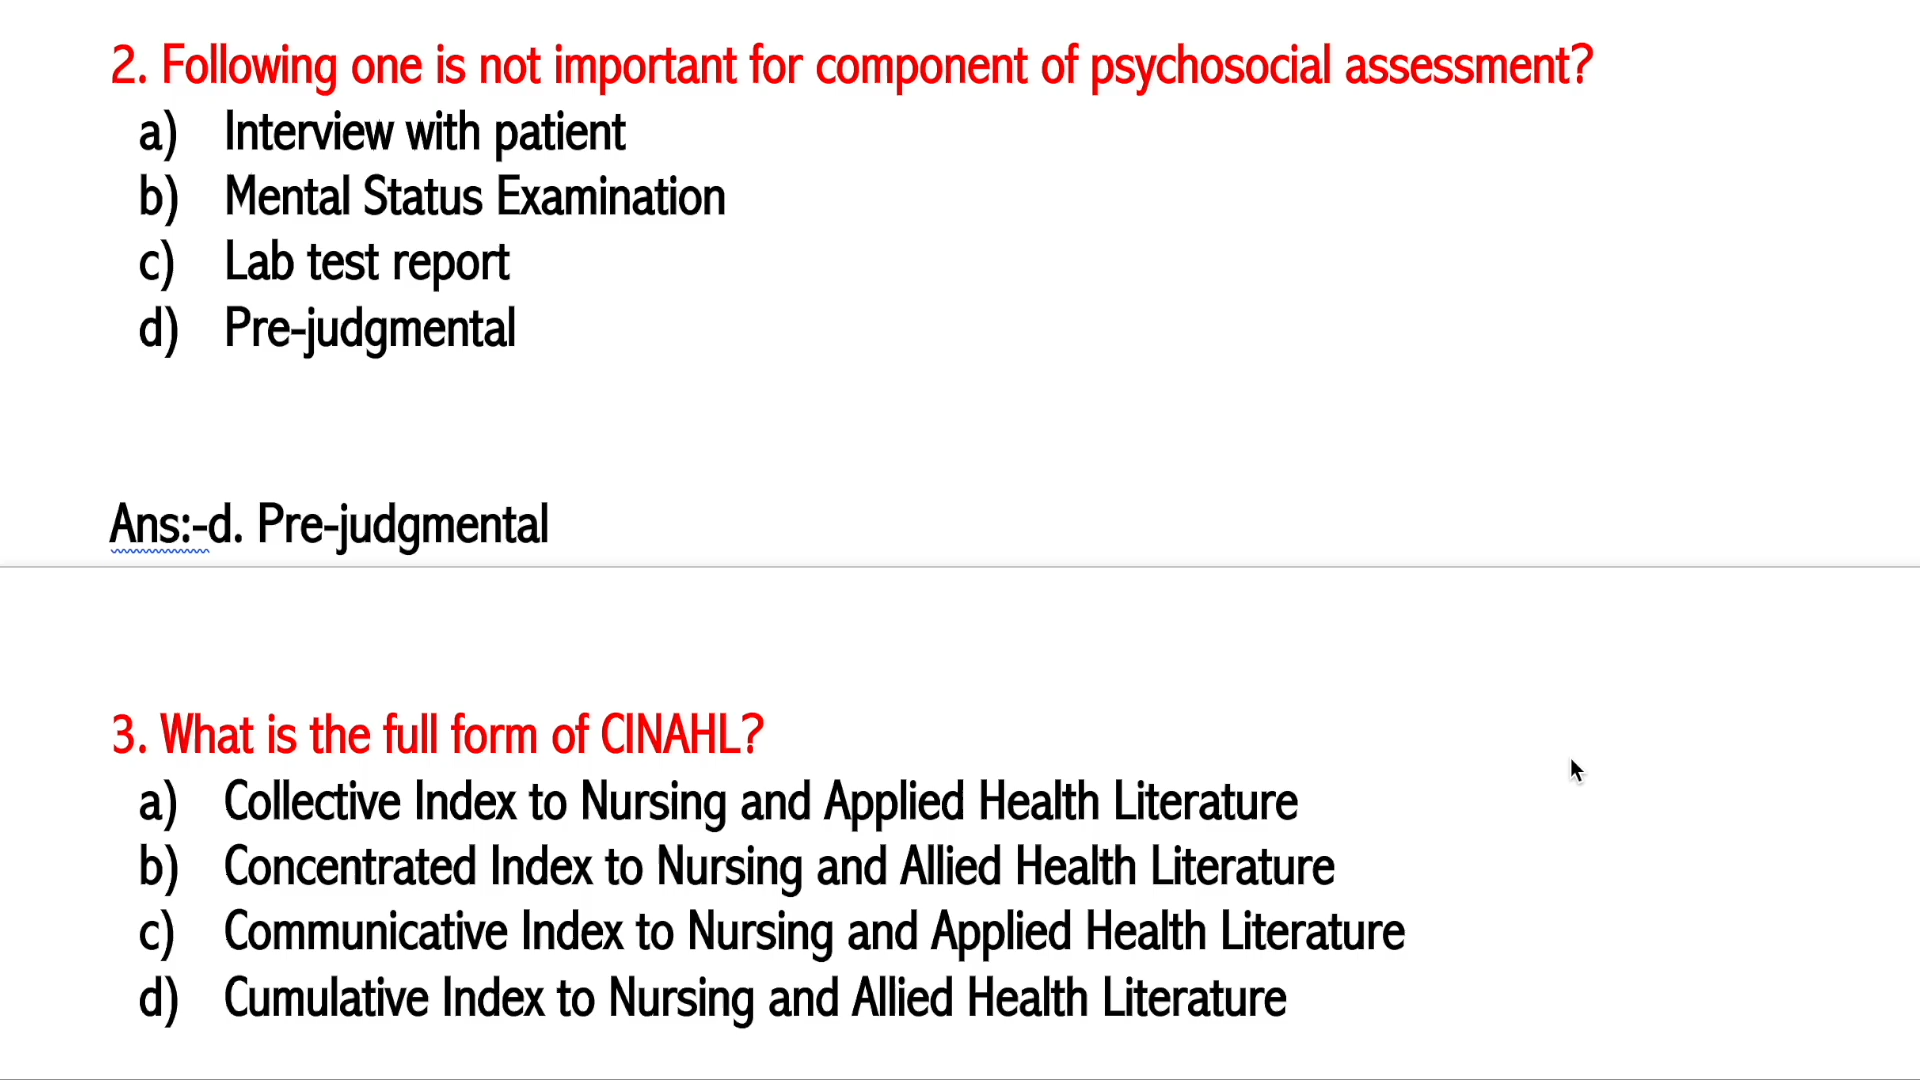 2. Following one is not important for component of psychosocial assessment?
a) Interview with patient
b) Mental Status Examination
c) Lab test report
d) Pre-judgmental
Ans:-d. Pre-judgmental
3. What is the full form of CINAHL?
a) Collective Index to Nursing and Applied Health Literature
b) Concentrated Index to Nursing and Allied Health Literature
c) Communicative Index to Nursing and Applied Health Literature
d) Cumulative Index to Nursing and Allied Health Literature